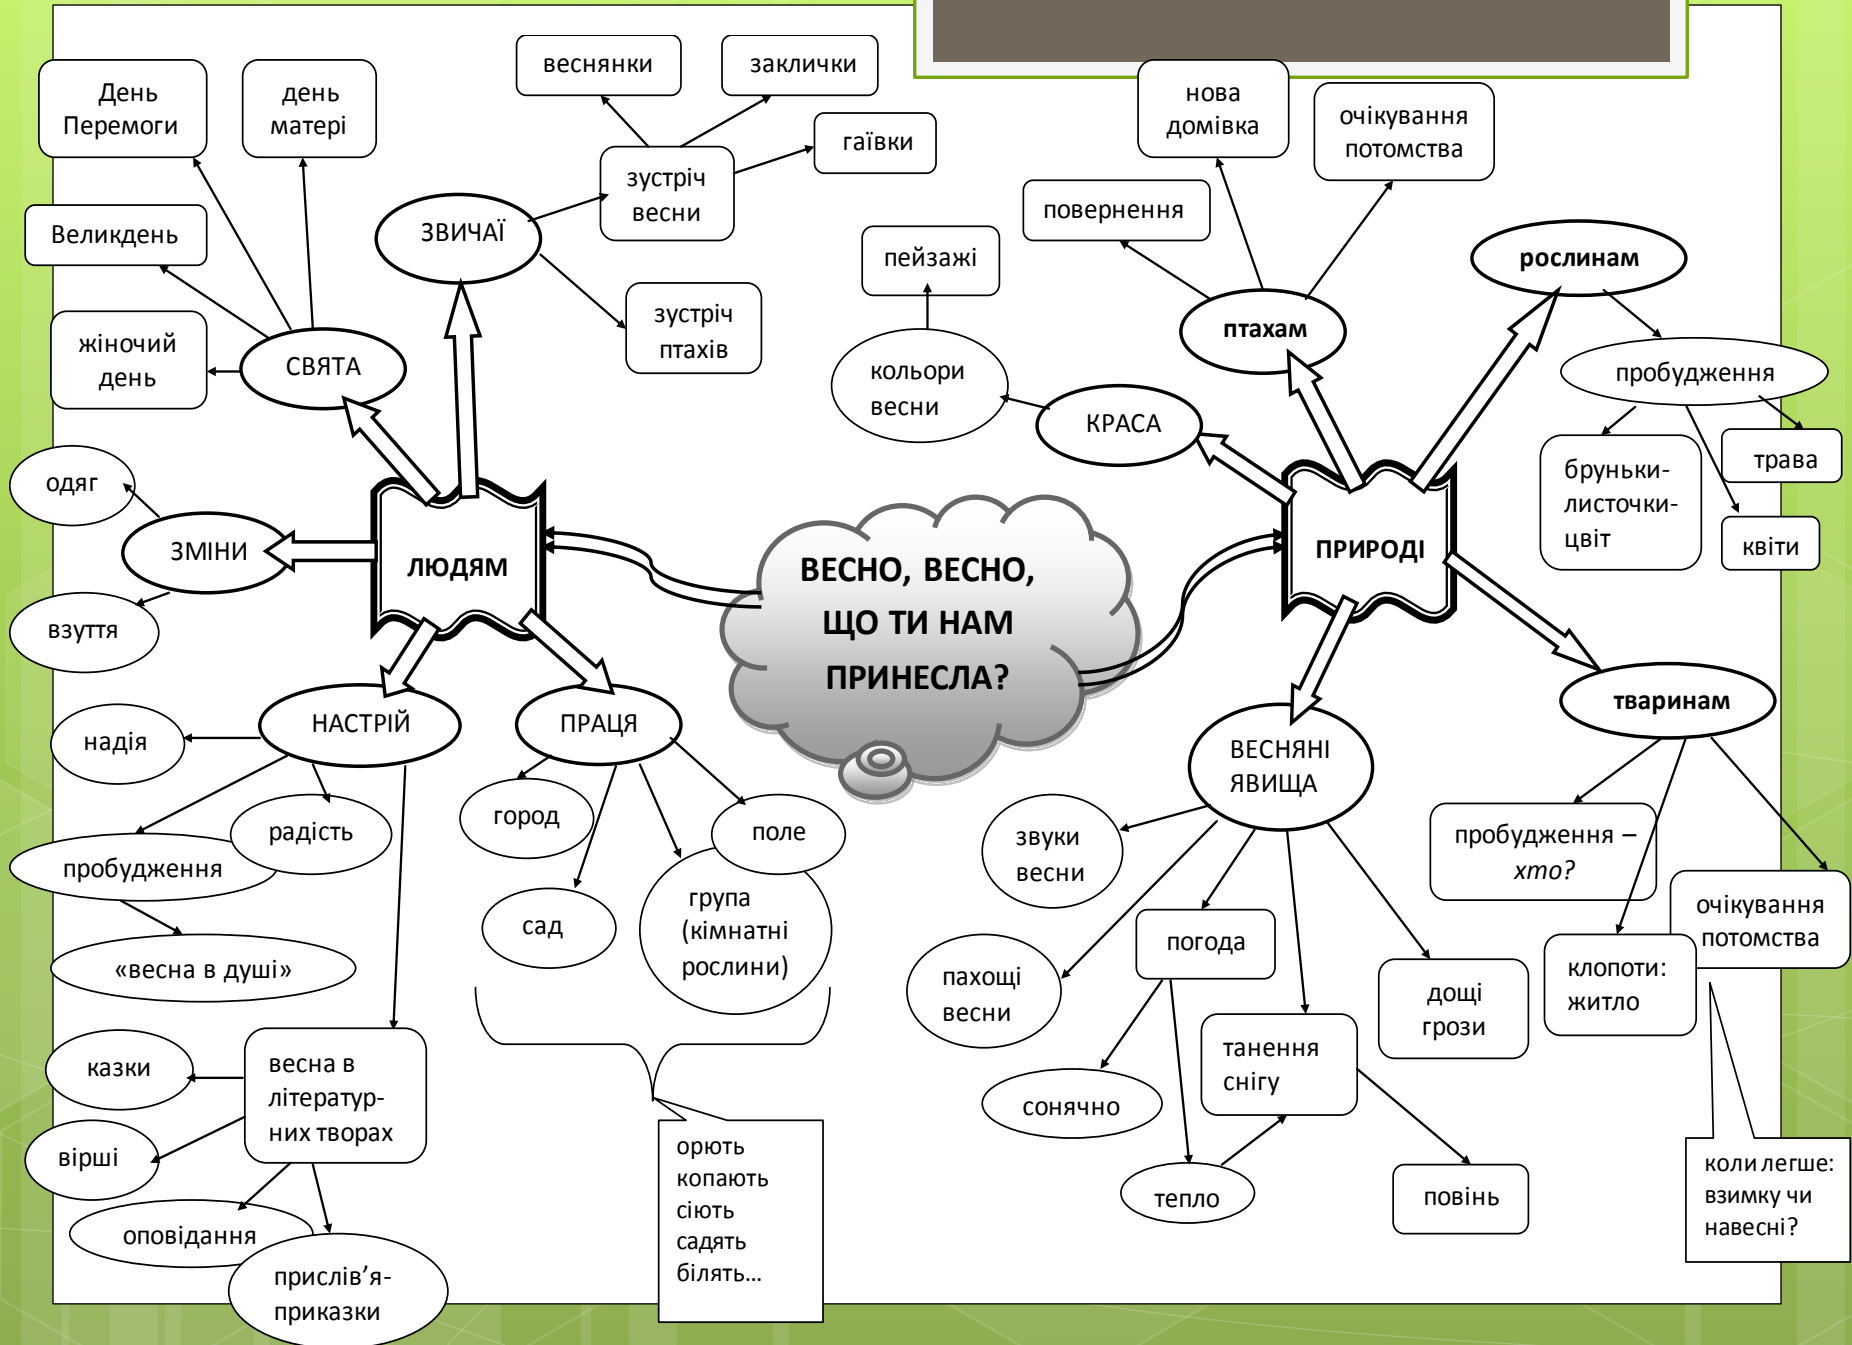 День
Перемоги
день
матері
веснянки
заклички
гаївки
зустріч
весни
ЗВИЧАЇ
зустріч
птахів
Великдень
жіночий
день
СВЯТА
одяг
ЗМІНИ
взуття
ЛЮДЯМ
НАСТРІЙ
надія
радість
пробудження
«весна в душі»
весна в
літератур-
них творах
казки
вірші
оповідання
прислів’я-
приказки
ПРАЦЯ
город
сад
група
(кімнатні
рослини)
поле
орють
копають
сіють
садять
білять...
ВЕСНО, ВЕСНО,
ЩО ТИ НАМ
ПРИНЕСЛА?
ПРИРОДІ
КРАСА
кольори
весни
пейзажі
птахам
повернення
нова
домівка
очікування
потомства
рослинам
пробудження
бруньки-
листочки-
цвіт
квіти
трава
тваринам
пробудження –
хто?
клопоти:
житло
очікування
потомства
коли легше:
взимку чи
навесні?
ВЕСНЯНІ
ЯВИЩА
звуки
весни
пахощі
весни
погода
сонячно
тепло
танення
снігу
повінь
дощі
грози